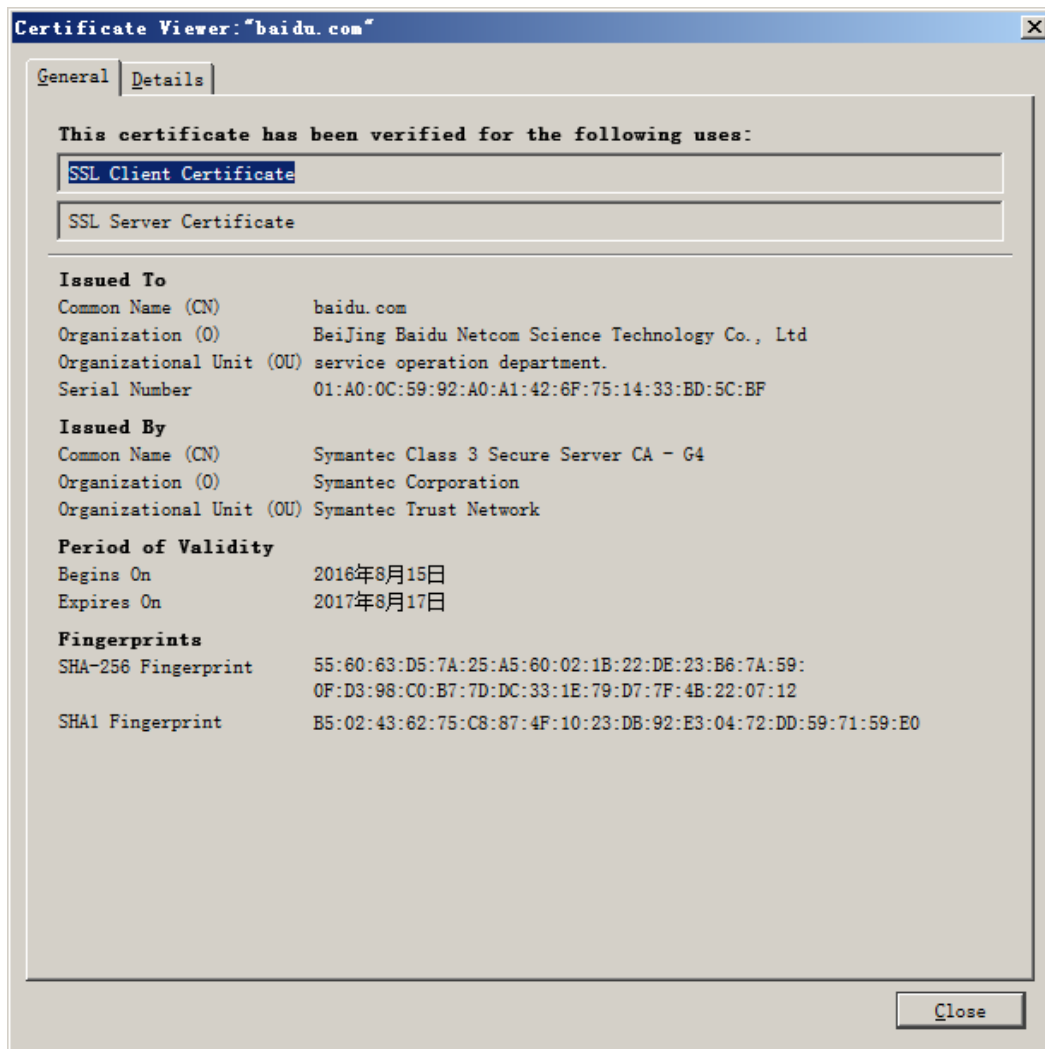 Certificate Viewer:"baidu.com"
General
Details
This certificate has been verified for the following uses:
SSL Client Certificate
SSL Server Certificate
Issued To
Common Name (CN) baidu.com
Organization (O) BeiJing Baidu Netcom Science Technology Co., Ltd
Organizational Unit (OU) service operation department.
Serial Number 01:A0:0C:59:92:A0:A1:42:6F:75:14:33:BD:5C:BF
Issued By
Common Name (CN) Symantec Class 3 Secure Server CA - G4
Organization (O) Symantec Corporation
Organizational Unit (OU) Symantec Trust Network
Period of Validity
Begins On 2016年8月15日
Expires On 2017年8月17日
Fingerprints
SHA-256 Fingerprint 55:60:63:D5:7A:25:A5:60:02:1B:22:DE:23:B6:7A:59:
0F:D3:98:C0:B7:7D:DC:33:1E:79:D7:7F:4B:22:07:12
SHA1 Fingerprint B5:02:43:62:75:C8:87:4F:10:23:DB:92:E3:04:72:DD:59:71:59:E0
Close